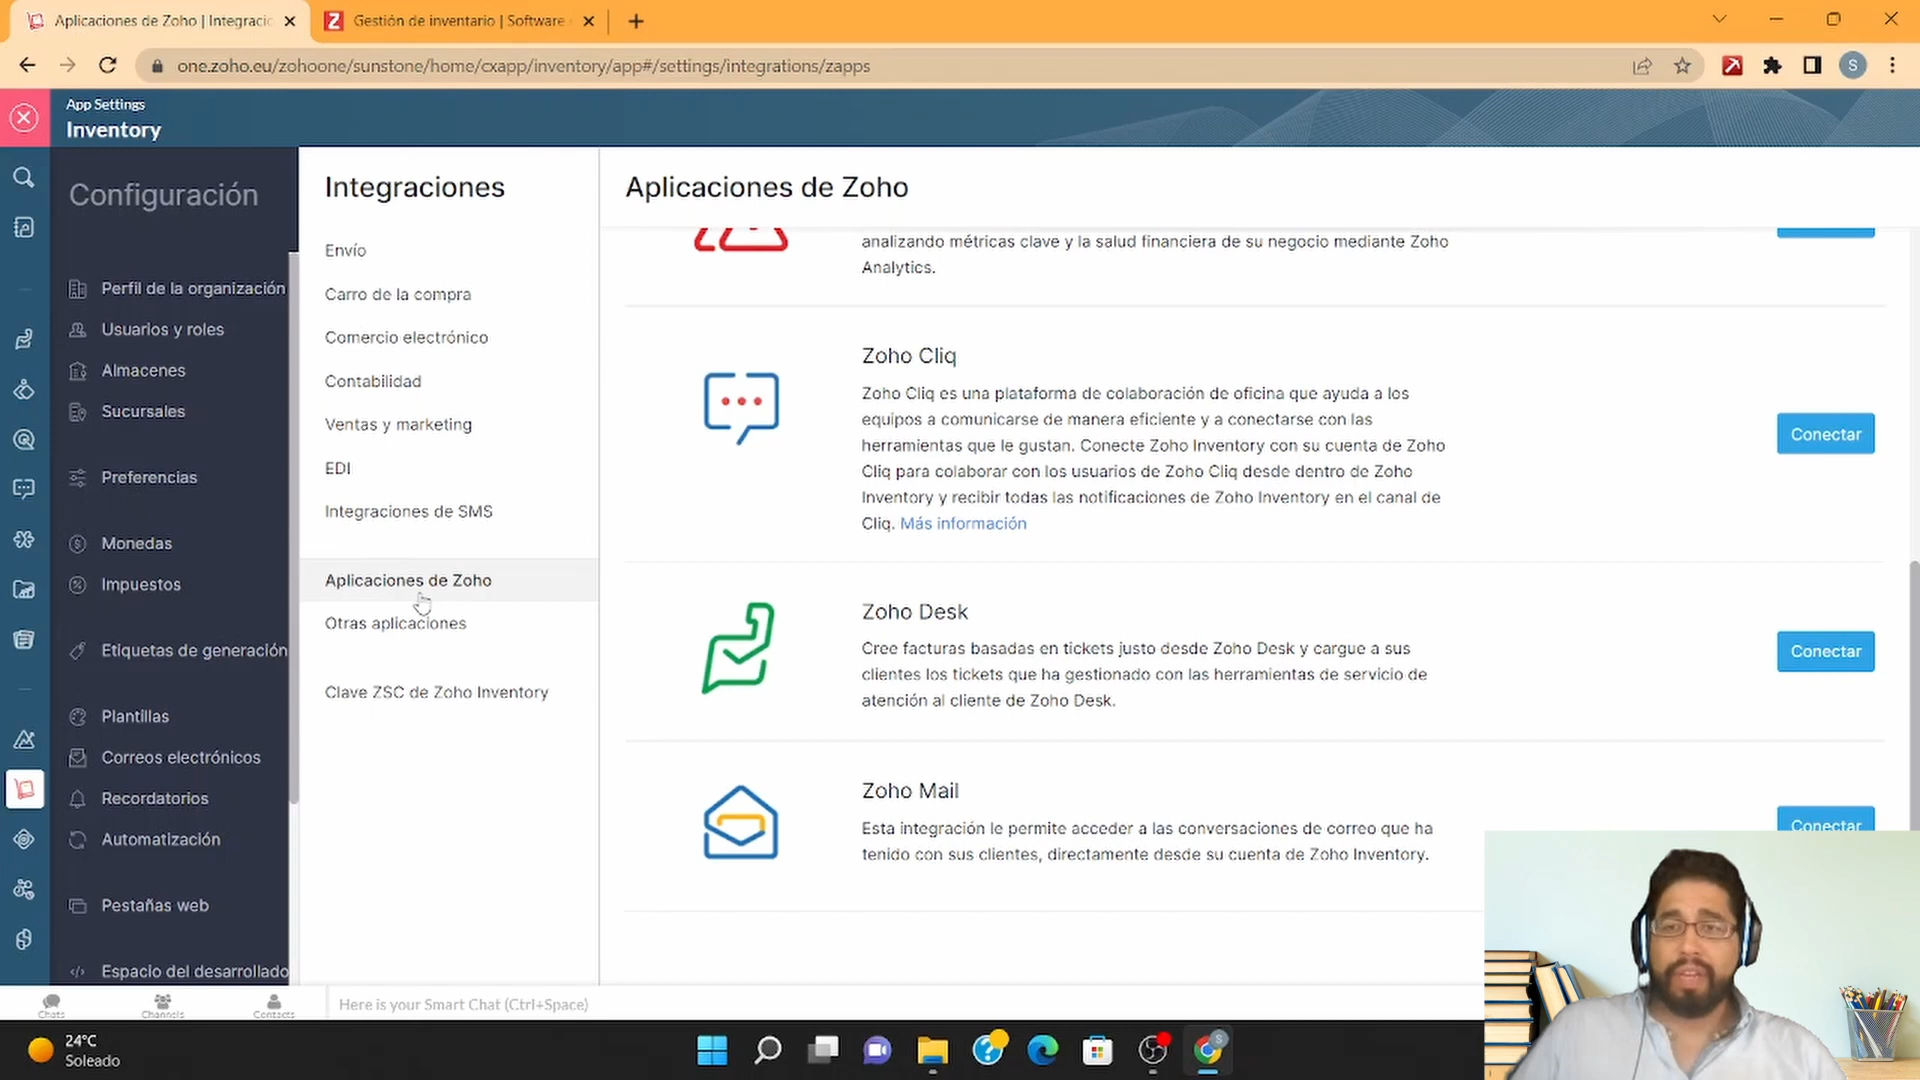 Aplicaciones de Zoho | Integracio
Gestión de inventario | Software
one.zoho.eu/zohoone/sunstone/home/cxapp/inventory/app#/settings/integrations/zapps
S
App Settings
Inventory
Configuración
Perfil de la organización
Usuarios y roles
Almacenes
Sucursales
Preferencias
Monedas
Impuestos
Etiquetas de generación
Plantillas
Correos electrónicos
Recordatorios
Automatización
Pestañas web
Espacio del desarrollado
Integraciones
Envío
Carro de la compra
Comercio electrónico
Contabilidad
Ventas y marketing
EDI
Integraciones de SMS
Aplicaciones de Zoho
Otras aplicaciones
Clave ZSC de Zoho Inventory
Aplicaciones de Zoho
analizando métricas clave y la salud financiera de su negocio mediante Zoho
Analytics.
Zoho Cliq
Zoho Cliq es una plataforma de colaboración de oficina que ayuda a los
equipos a comunicarse de manera eficiente y a conectarse con las
herramientas que le gustan. Conecte Zoho Inventory con su cuenta de Zoho
Cliq para colaborar con los usuarios de Zoho Cliq desde dentro de Zoho
Inventory y recibir todas las notificaciones de Zoho Inventory en el canal de
Cliq. Más información
Conectar
Zoho Desk
Cree facturas basadas en tickets justo desde Zoho Desk y cargue a sus
clientes los tickets que ha gestionado con las herramientas de servicio de
atención al cliente de Zoho Desk.
Conectar
Zoho Mail
Esta integración le permite acceder a las conversaciones de correo que ha
tenido con sus clientes, directamente desde su cuenta de Zoho Inventory.
Conectar
Chats
Channels
Contacts
Here is your Smart Chat (Ctrl+Space)
24°C
Soleado